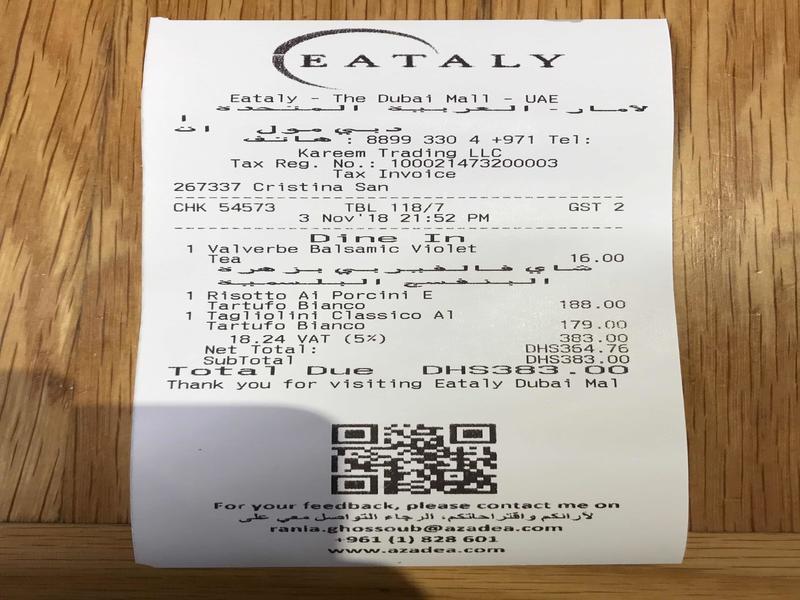 EATALY
Eataly - The Dubai Mall - UAE
الامارات العربية المتحدة
دبي مول
هاتف : 8899 330 4 +971 Tel:
Kareem Trading LLC
Tax Reg. No.: 100021473200003
Tax Invoice
267337 Cristina San
CHK 54573 TBL 118/7 GST 2
3 Nov'18 21:52 PM
Dine In
1 Valverbe Balsamic Violet
Tea 16.00
شاي فالفيربي بزهرة
البنفسج البلسمية
1 Risotto Ai Porcini E
Tartufo Bianco 188.00
1 Tagliolini Classico Al
Tartufo Bianco 179.00
18.24 VAT (5%) 383.00
Net Total: DHS364.76
SubTotal DHS383.00
Total Due DHS383.00
Thank you for visiting Eataly Dubai Mal
For your feedback, please contact me on
لآرائكم واقتراحاتكم، الرجاء التواصل معي على
rania.ghossoub@azadea.com
+961 (1) 828 601
www.azadea.com